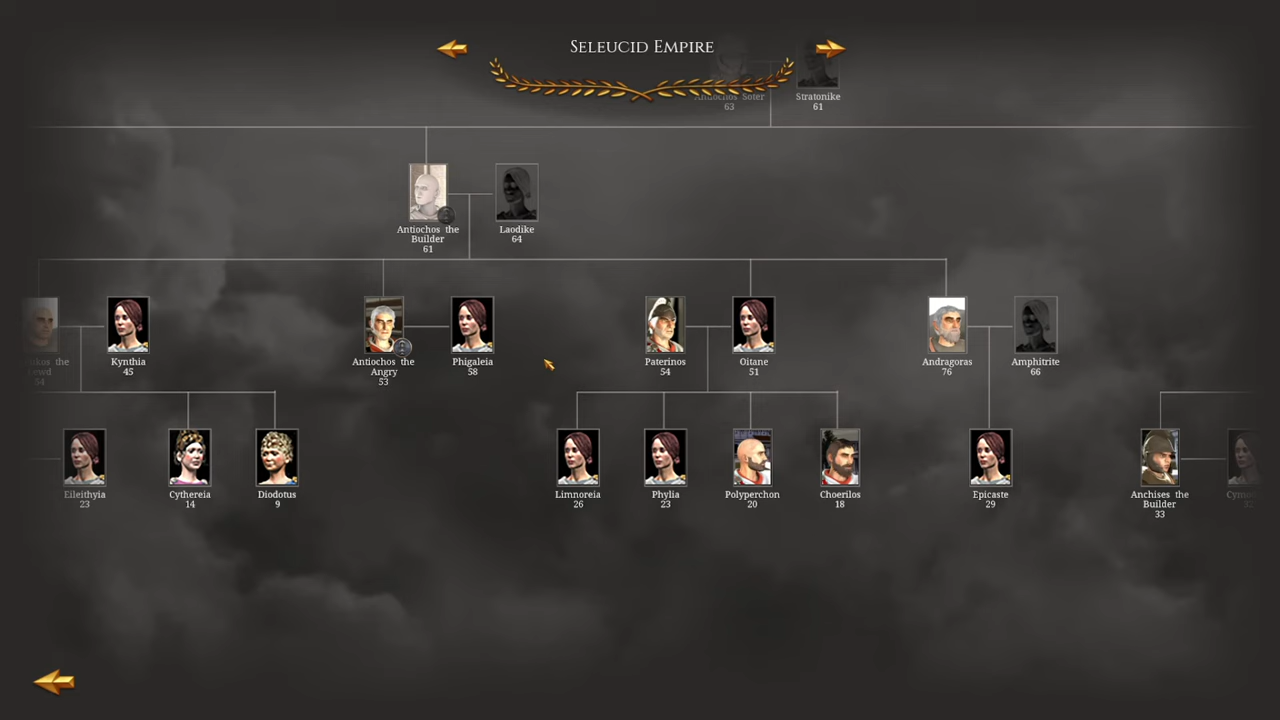 Seleucid Empire
Antiochos Soter
63
Stratonike
61
Antiochos the
Builder
61
Laodike
64
the
54
Kynthia
45
Antiochos the
Angry
53
Phigaleia
58
Paterinos
54
Oitane
51
Andragoras
76
Amphitrite
66
Eileithyia
23
Cythereia
14
Diodotus
9
Limnoreia
26
Phylia
23
Polyperchon
20
Choerilos
18
Epicaste
29
Anchises the
Builder
33